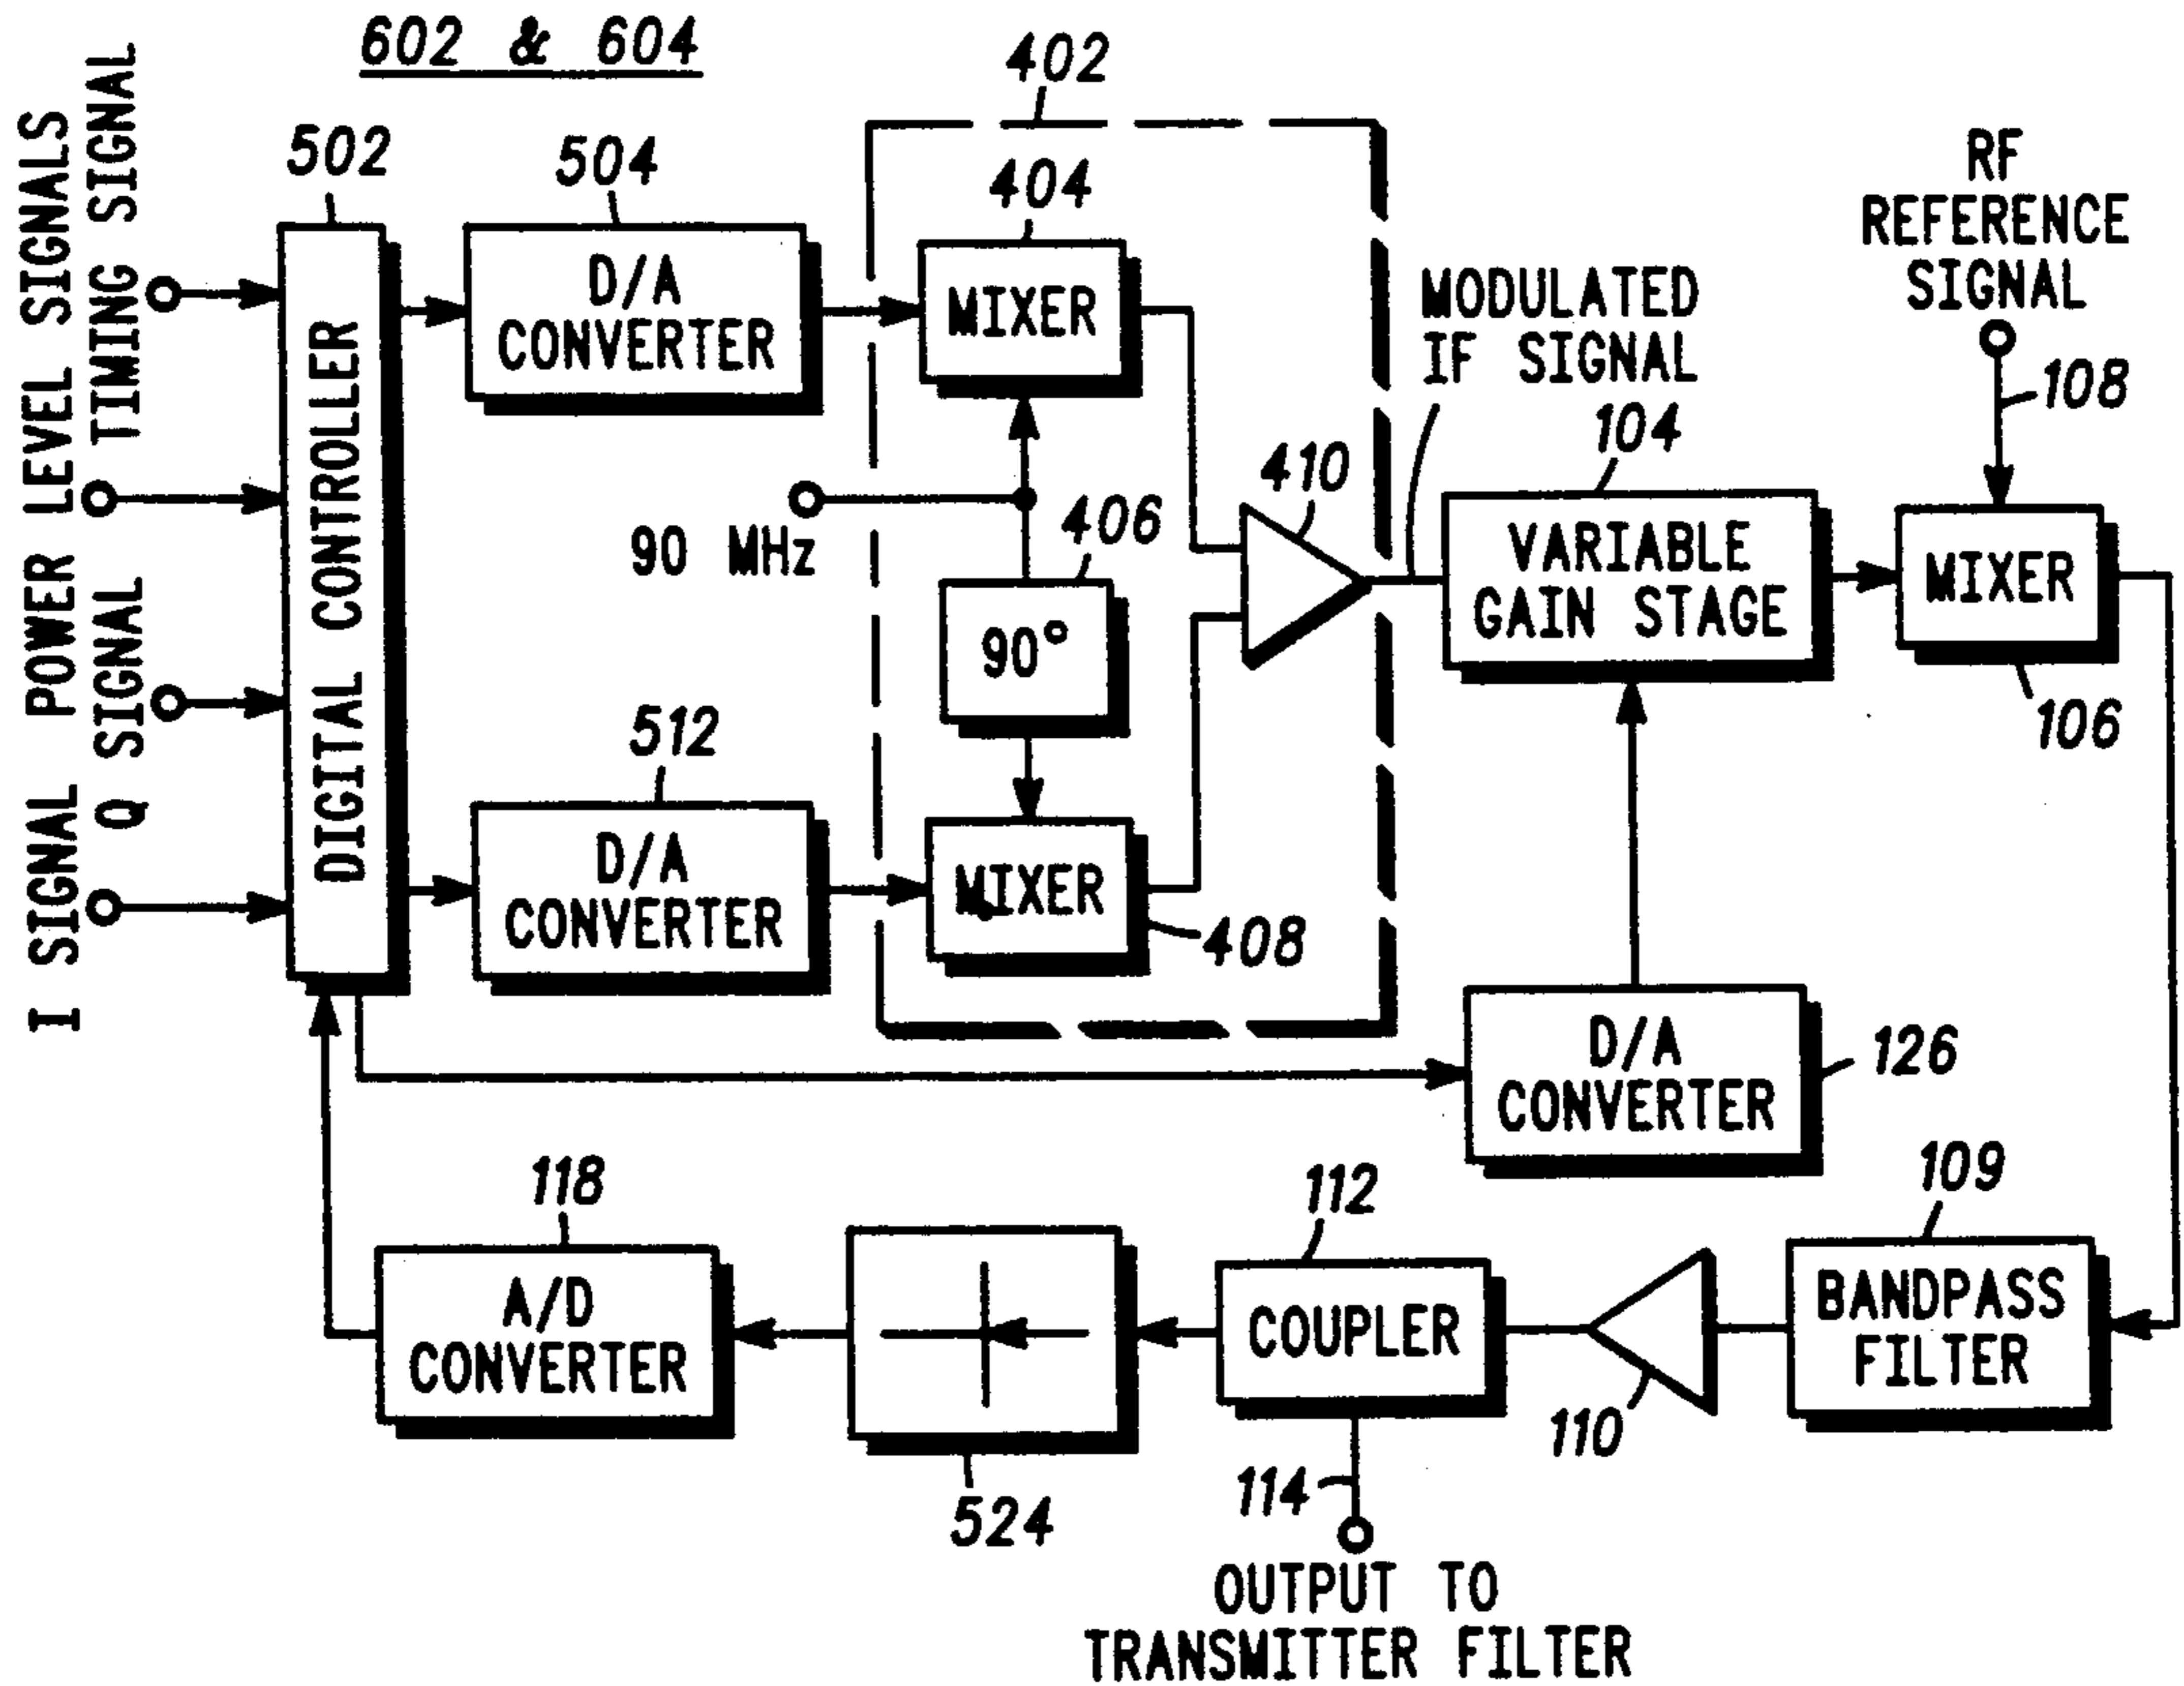 602 & 604
POWER LEVEL SIGNALS
TIMING SIGNAL
Q SIGNAL
I SIGNAL
502
DIGITAL CONTROLLER
504
D/A
CONVERTER
402
404
MIXER
90 MHz
406
90°
410
512
D/A
CONVERTER
MIXER
408
MODULATED
IF SIGNAL
104
VARIABLE
GAIN STAGE
RF
REFERENCE
SIGNAL
108
MIXER
106
D/A
CONVERTER
126
109
BANDPASS
FILTER
110
112
COUPLER
114
OUTPUT TO
TRANSMITTER FILTER
524
118
A/D
CONVERTER